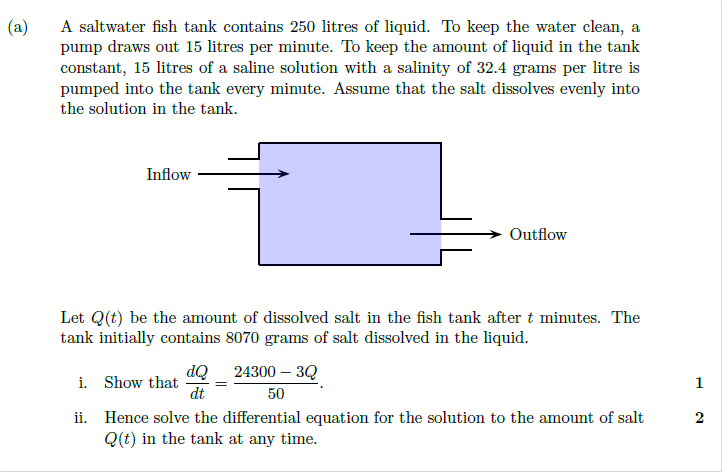 (a) A saltwater fish tank contains 250 litres of liquid. To keep the water clean, a
pump draws out 15 litres per minute. To keep the amount of liquid in the tank
constant, 15 litres of a saline solution with a salinity of 32.4 grams per litre is
pumped into the tank every minute. Assume that the salt dissolves evenly into
the solution in the tank.
Inflow
Outflow
Let Q(t) be the amount of dissolved salt in the fish tank after t minutes. The
tank initially contains 8070 grams of salt dissolved in the liquid.
i. Show that dQ/dt = (24300 − 3Q)/50. 1
ii. Hence solve the differential equation for the solution to the amount of salt 2
Q(t) in the tank at any time.